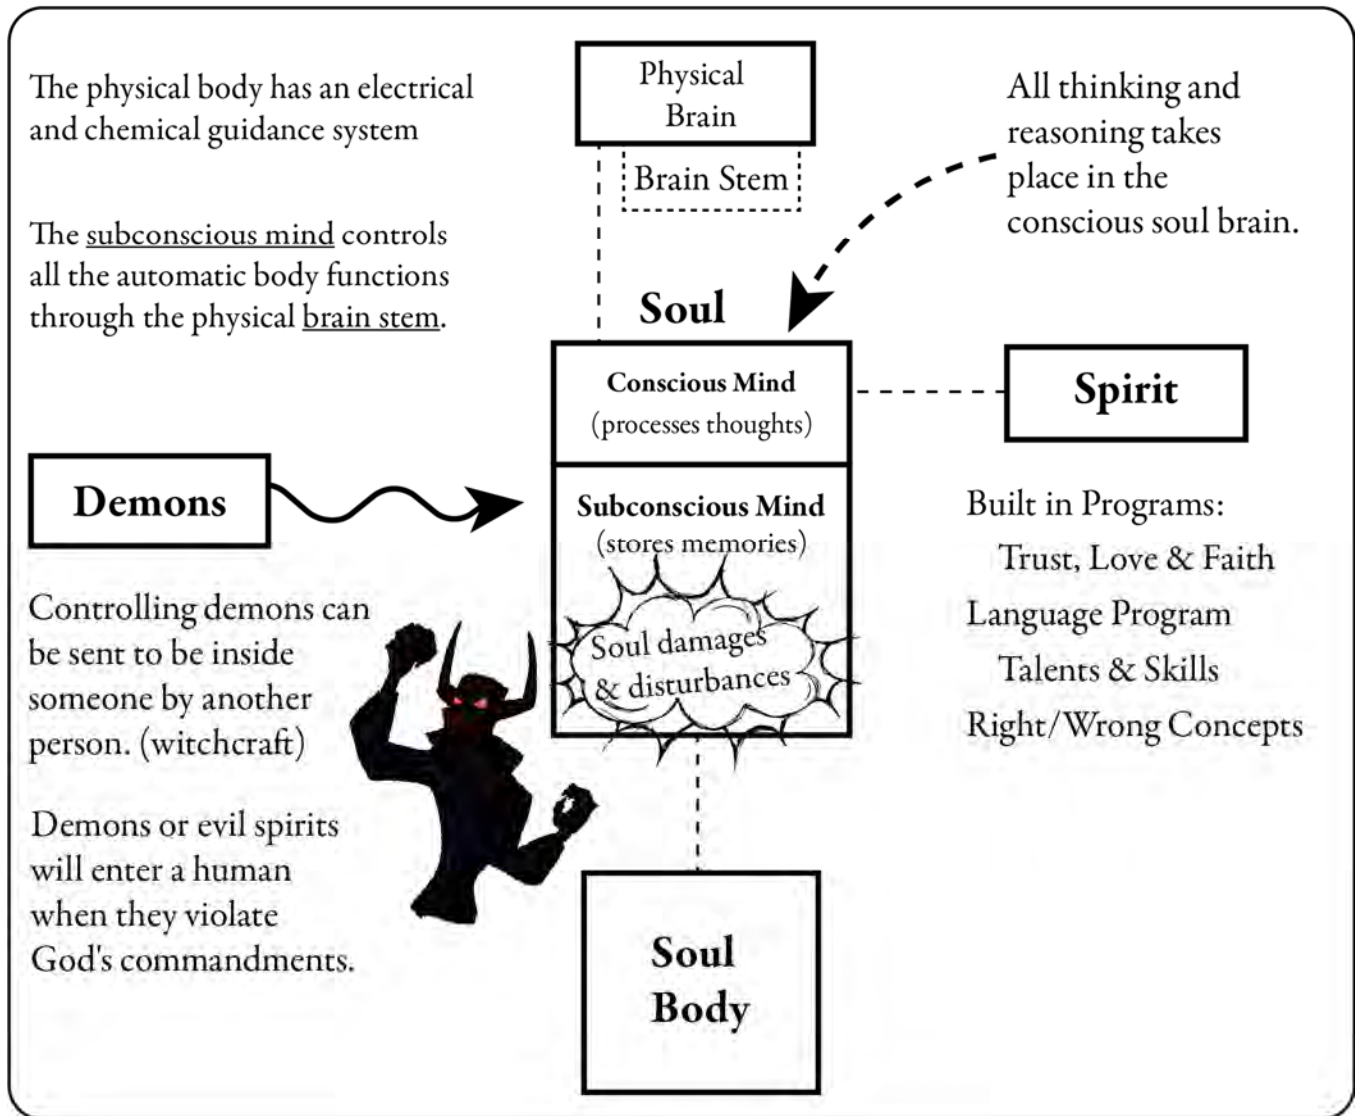 The physical body has an electrical
and chemical guidance system
The subconscious mind controls
all the automatic body functions
through the physical brain stem.
Physical
Brain
Brain Stem
All thinking and
reasoning takes
place in the
conscious soul brain.
Soul
Conscious Mind
(processes thoughts)
Subconscious Mind
(stores memories)
Soul damages
& disturbances
Spirit
Built in Programs:
Trust, Love & Faith
Language Program
Talents & Skills
Right/Wrong Concepts
Demons
Controlling demons can
be sent to be inside
someone by another
person. (witchcraft)
Demons or evil spirits
will enter a human
when they violate
God's commandments.
Soul
Body